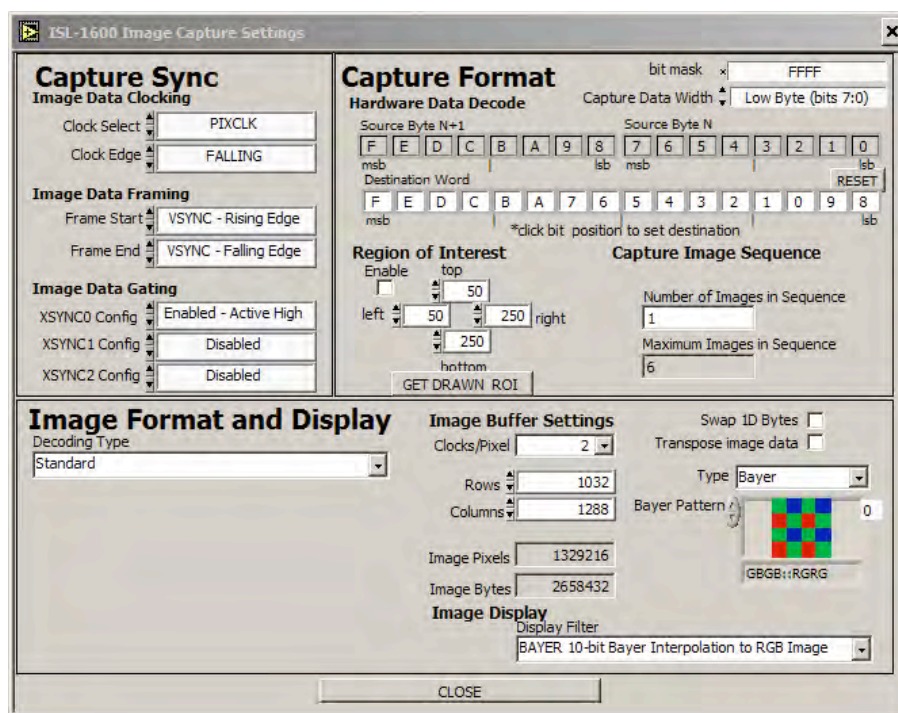 ISL-1600 Image Capture Settings
Capture Sync
Image Data Clocking
Clock Select PIXCLK
Clock Edge FALLING
Image Data Framing
Frame Start VSYNC - Rising Edge
Frame End VSYNC - Falling Edge
Image Data Gating
XSYNC0 Config Enabled - Active High
XSYNC1 Config Disabled
XSYNC2 Config Disabled
Capture Format
bit mask x FFFF
Hardware Data Decode
Capture Data Width Low Byte (bits 7:0)
Source Byte N+1 Source Byte N
F E D C B A 9 8 7 6 5 4 3 2 1 0
msb lsb msb lsb
Destination Word RESET
F E D C B A 7 6 5 4 3 2 1 0 9 8
msb lsb
*click bit position to set destination
Region of Interest
Enable top
50
left 50 250 right
250
bottom
GET DRAWN ROI
Capture Image Sequence
Number of Images in Sequence
1
Maximum Images in Sequence
6
Image Format and Display
Decoding Type
Standard
Image Buffer Settings
Clocks/Pixel 2
Rows 1032
Columns 1288
Image Pixels 1329216
Image Bytes 2658432
Swap 1D Bytes
Transpose image data
Type Bayer
Bayer Pattern 0
GBGB::RGRG
Image Display
Display Filter
BAYER 10-bit Bayer Interpolation to RGB Image
CLOSE